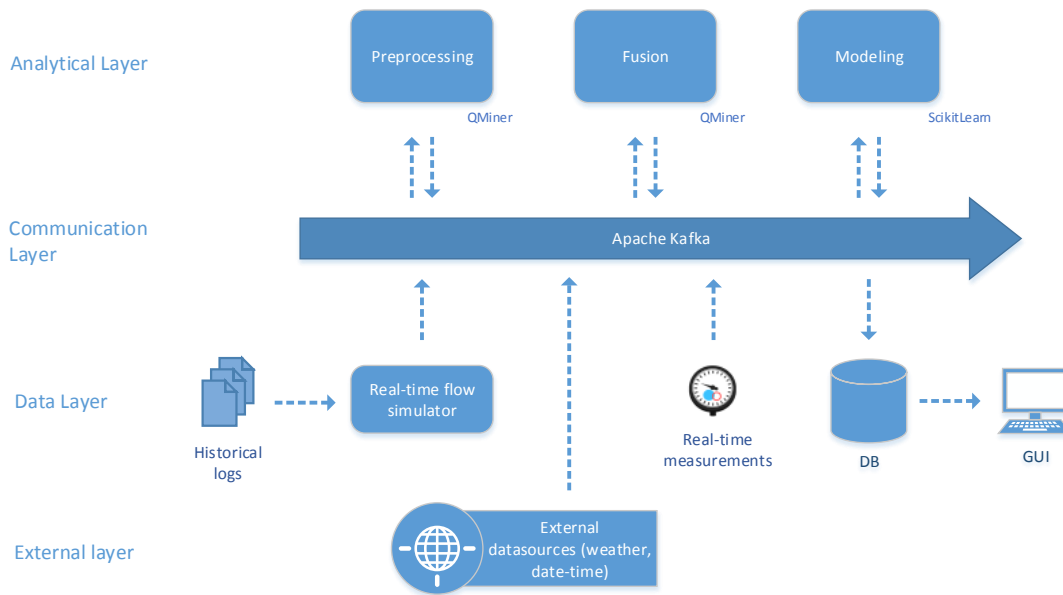 Analytical Layer
Preprocessing
Fusion
Modeling
QMiner
QMiner
ScikitLearn
Communication
Layer
Apache Kafka
Data Layer
Real-time flow
simulator
Historical
logs
Real-time
measurements
DB
GUI
External layer
External
datasources (weather,
date-time)